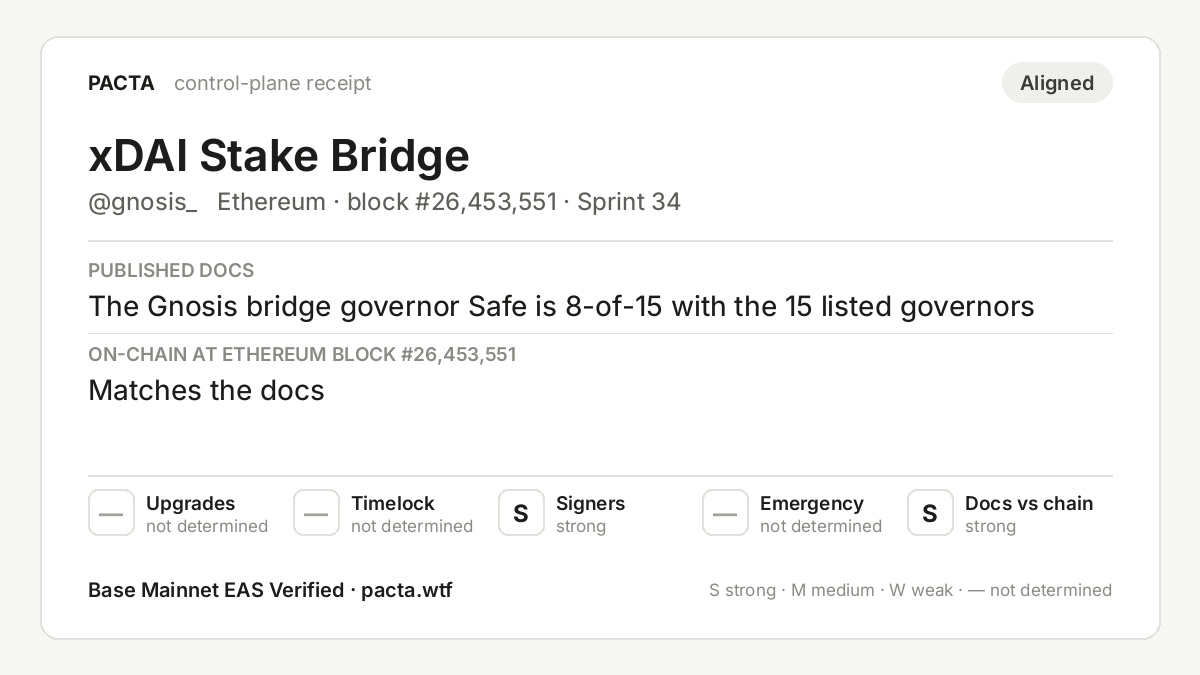 PACTA control-plane receipt Aligned
xDAI Stake Bridge
@gnosis_ Ethereum · block #26,453,551 · Sprint 34
PUBLISHED DOCS
The Gnosis bridge governor Safe is 8-of-15 with the 15 listed governors
ON-CHAIN AT ETHEREUM BLOCK #26,453,551
Matches the docs
— Upgrades — Timelock S Signers — Emergency S Docs vs chain
not determined not determined strong not determined strong
Base Mainnet EAS Verified · pacta.wtf S strong · M medium · W weak · — not determined